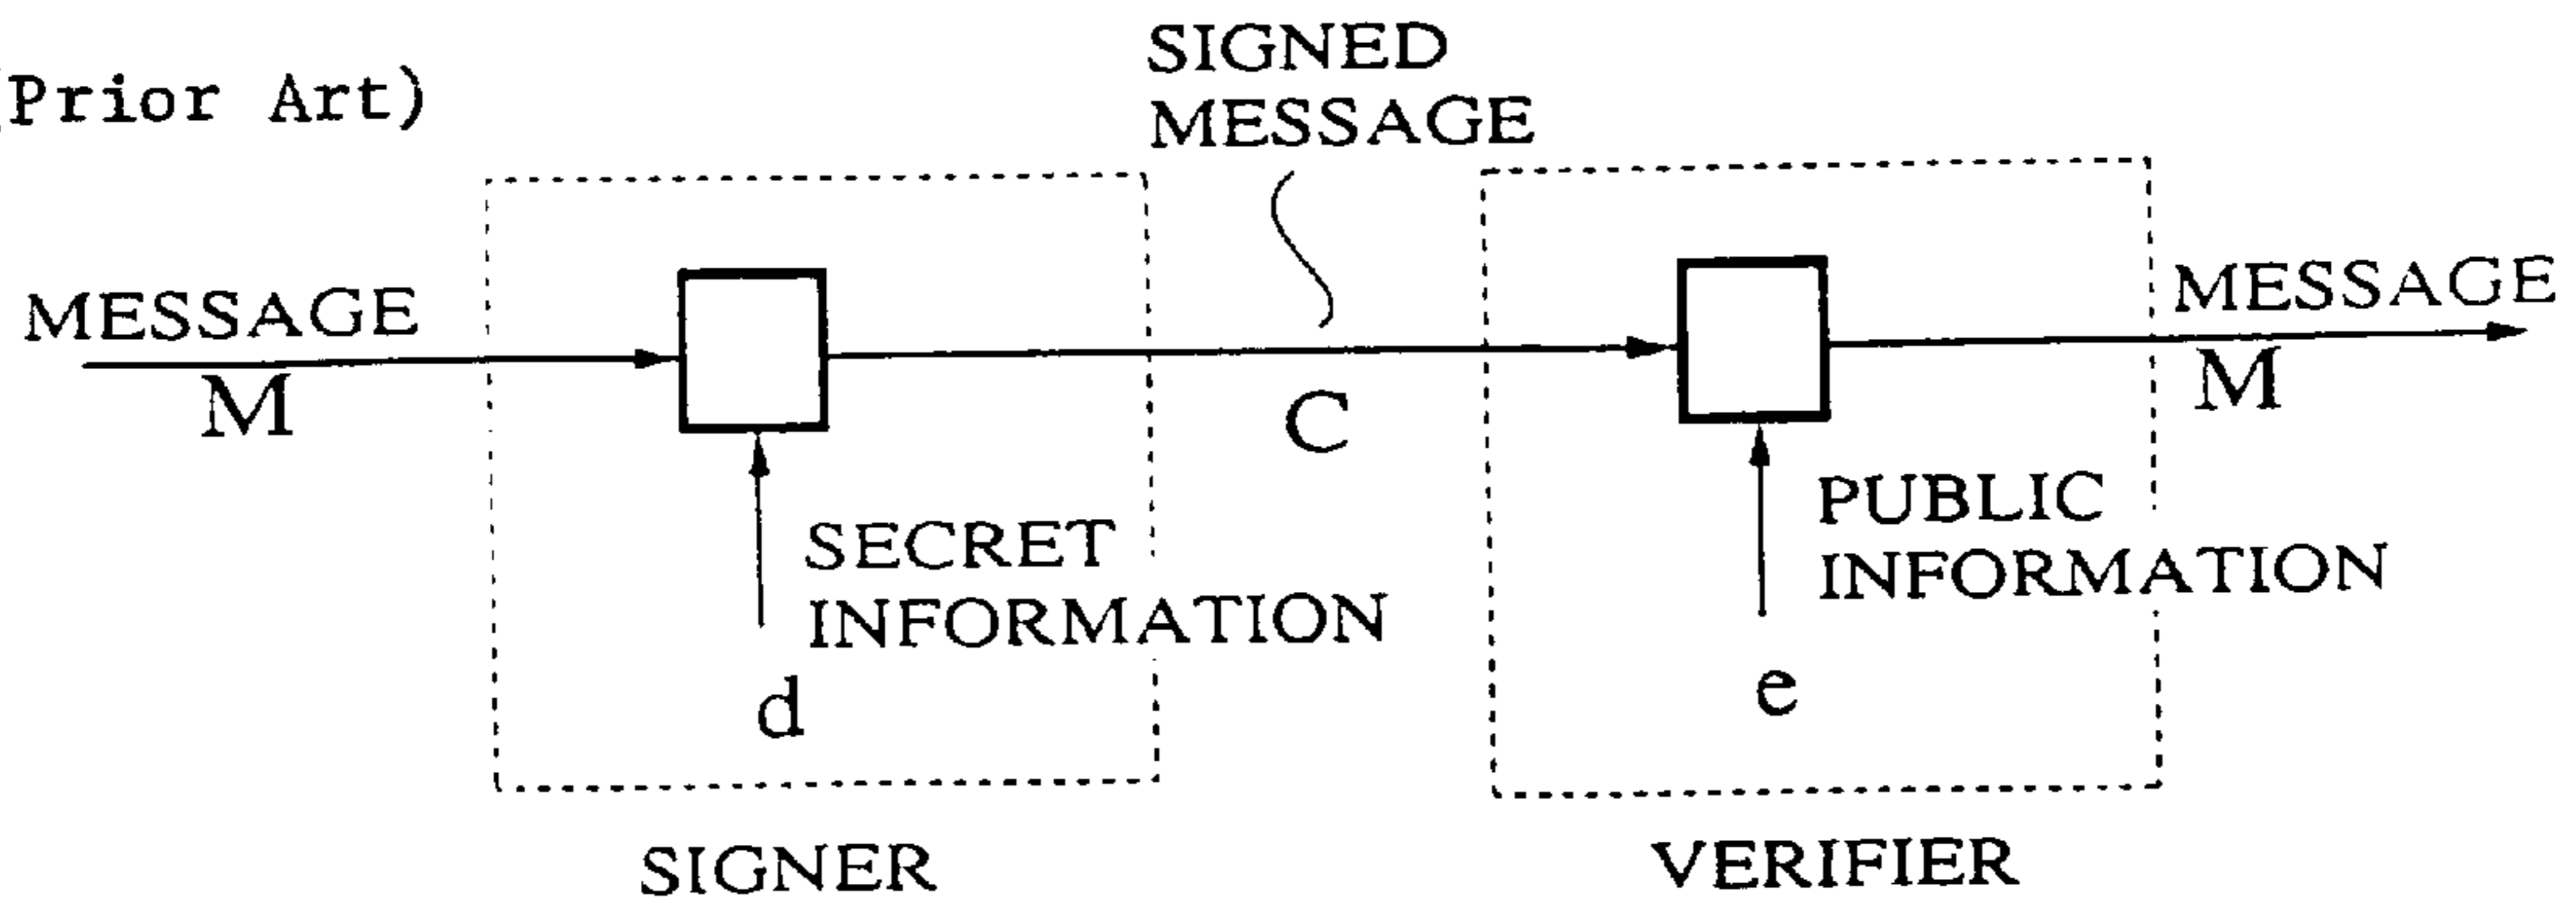 (Prior Art)
SIGNED
MESSAGE
MESSAGE
M
C
MESSAGE
M
SECRET
INFORMATION
d
PUBLIC
INFORMATION
e
SIGNER
VERIFIER